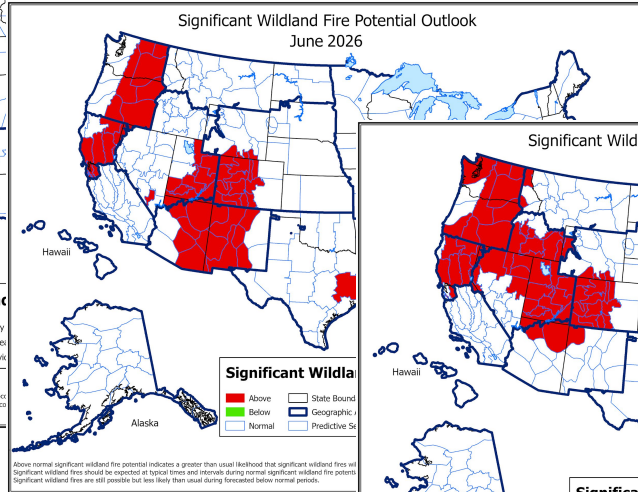 Significant Wildland Fire Potential Outlook
June 2026
Significant Wild
Hawaii
Alaska
Significant Wildla
Above
Below
Normal
State Bound
Geographic A
Predictive Se
Above normal significant wildland fire potential indicates a greater than usual likelihood that significant wildland fires wil
Significant wildland fires should be expected at typical times and intervals during normal significant wildland fire potenti
Significant wildland fires are still possible but less likely than usual during forecasted below normal periods.
Hawaii
Significa